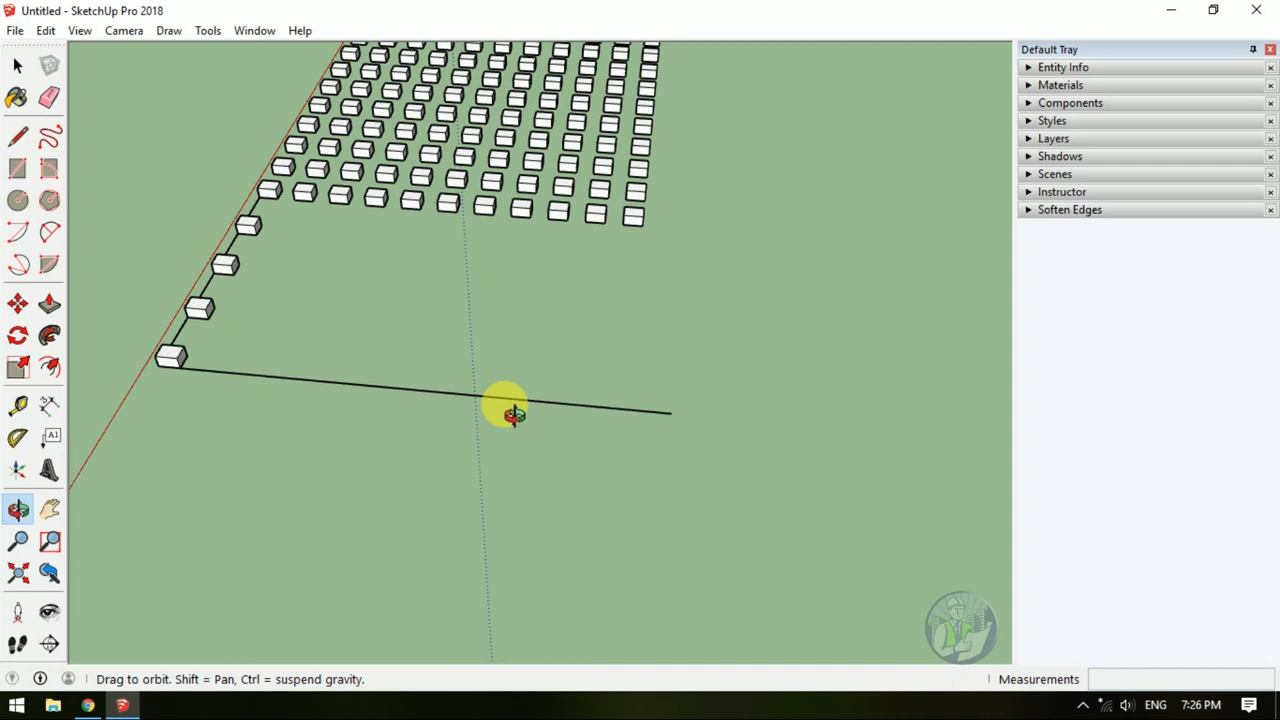 Untitled - SketchUp Pro 2018
File Edit View Camera Draw Tools Window Help
Default Tray
Entity Info
Materials
Components
Styles
Layers
Shadows
Scenes
Instructor
Soften Edges
A1
Drag to orbit. Shift = Pan, Ctrl = suspend gravity.
Measurements
ENG 7:26 PM